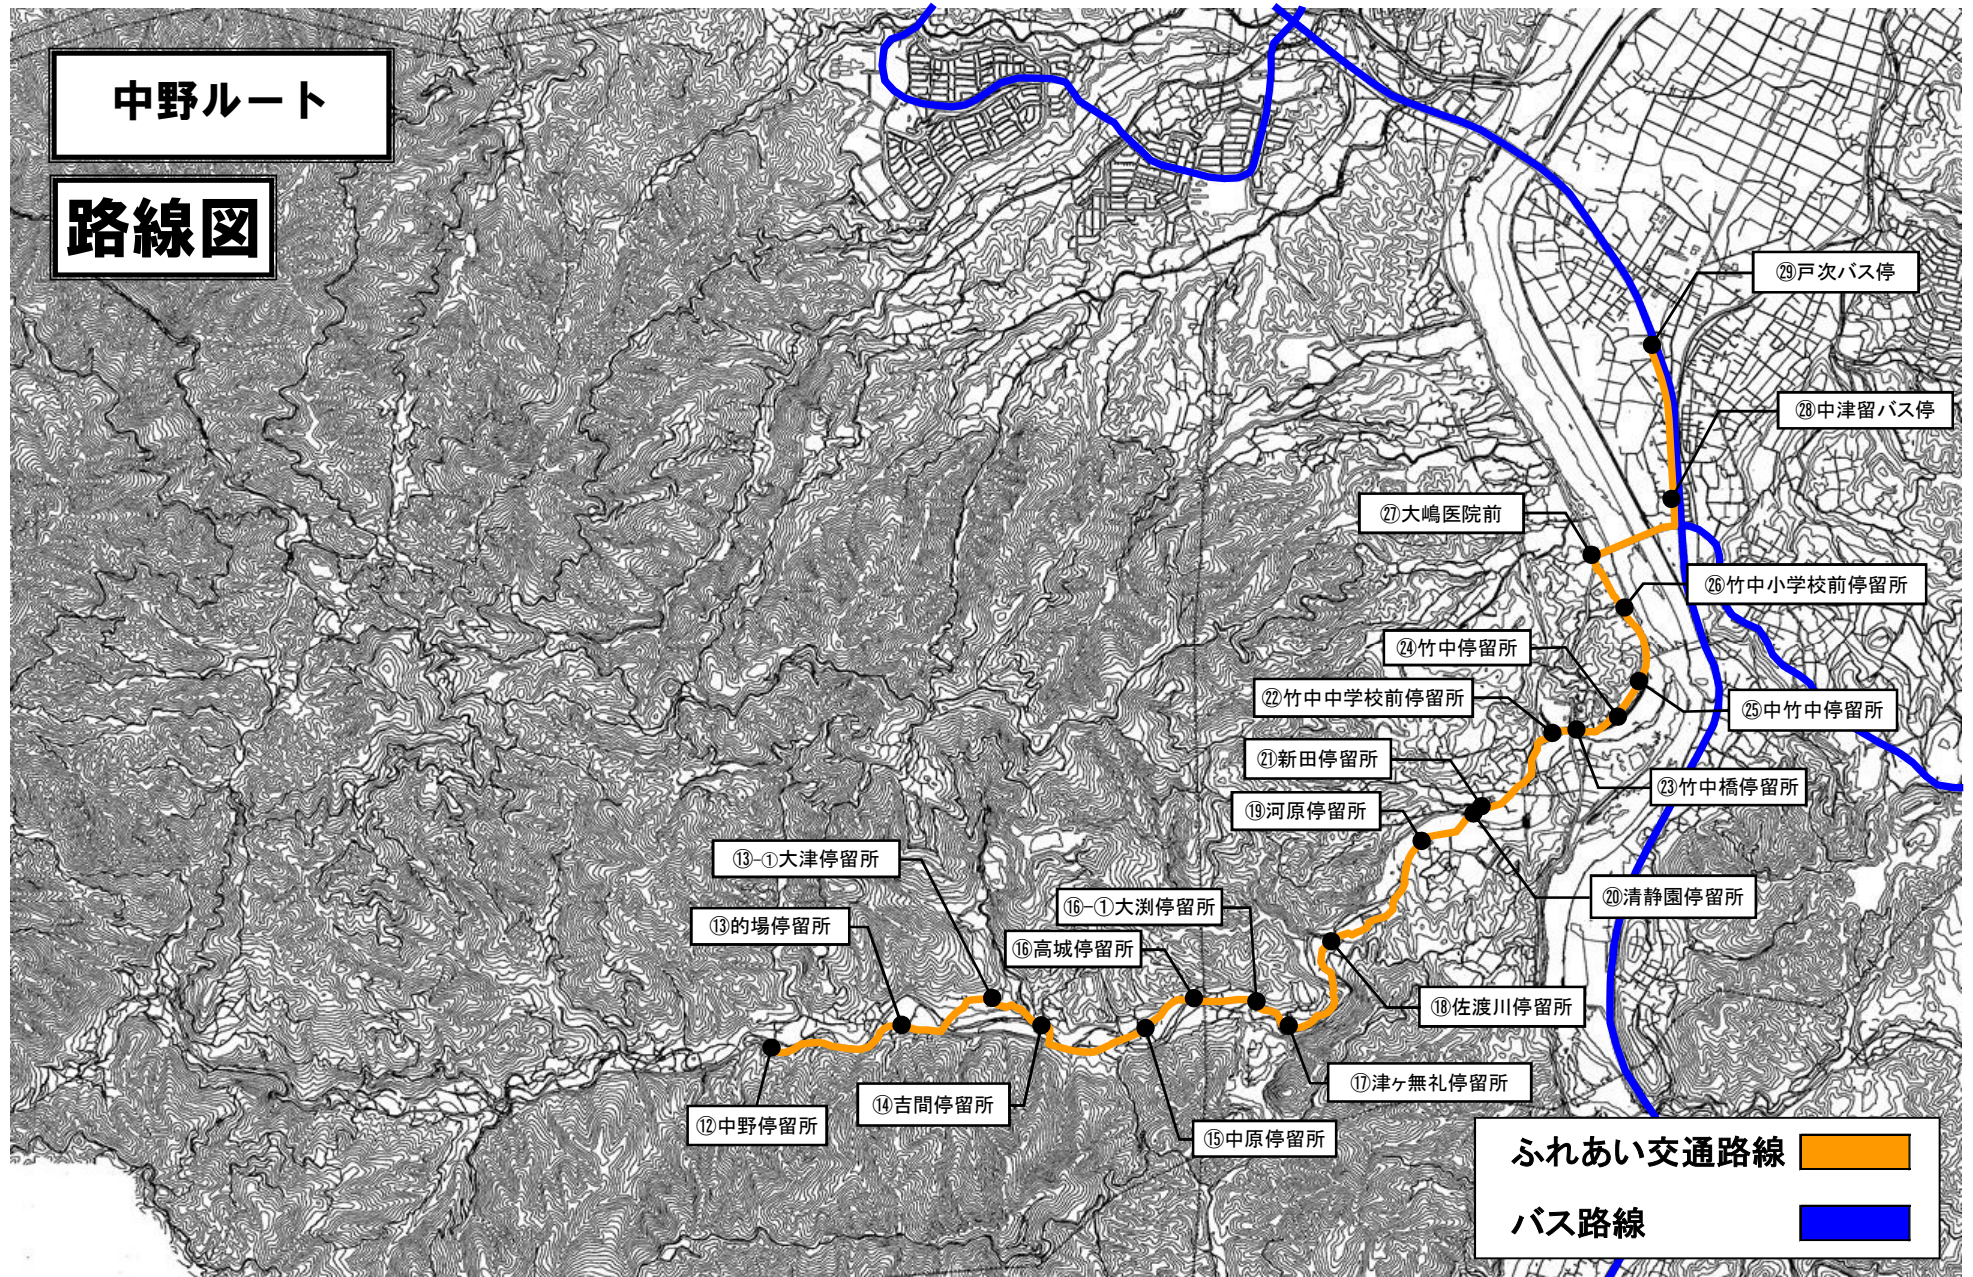 中野ルート
路線図
㉙戸次バス停
㉘中津留バス停
㉗大嶋医院前
㉖竹中小学校前停留所
㉔竹中停留所
㉒竹中中学校前停留所
㉕中竹中停留所
㉑新田停留所
㉓竹中橋停留所
⑲河原停留所
⑬-①大津停留所
⑳清静園停留所
⑯-①大渕停留所
⑬的場停留所
⑯高城停留所
⑱佐渡川停留所
⑰津ヶ無礼停留所
⑭吉間停留所
⑫中野停留所
⑮中原停留所
ふれあい交通路線
バス路線